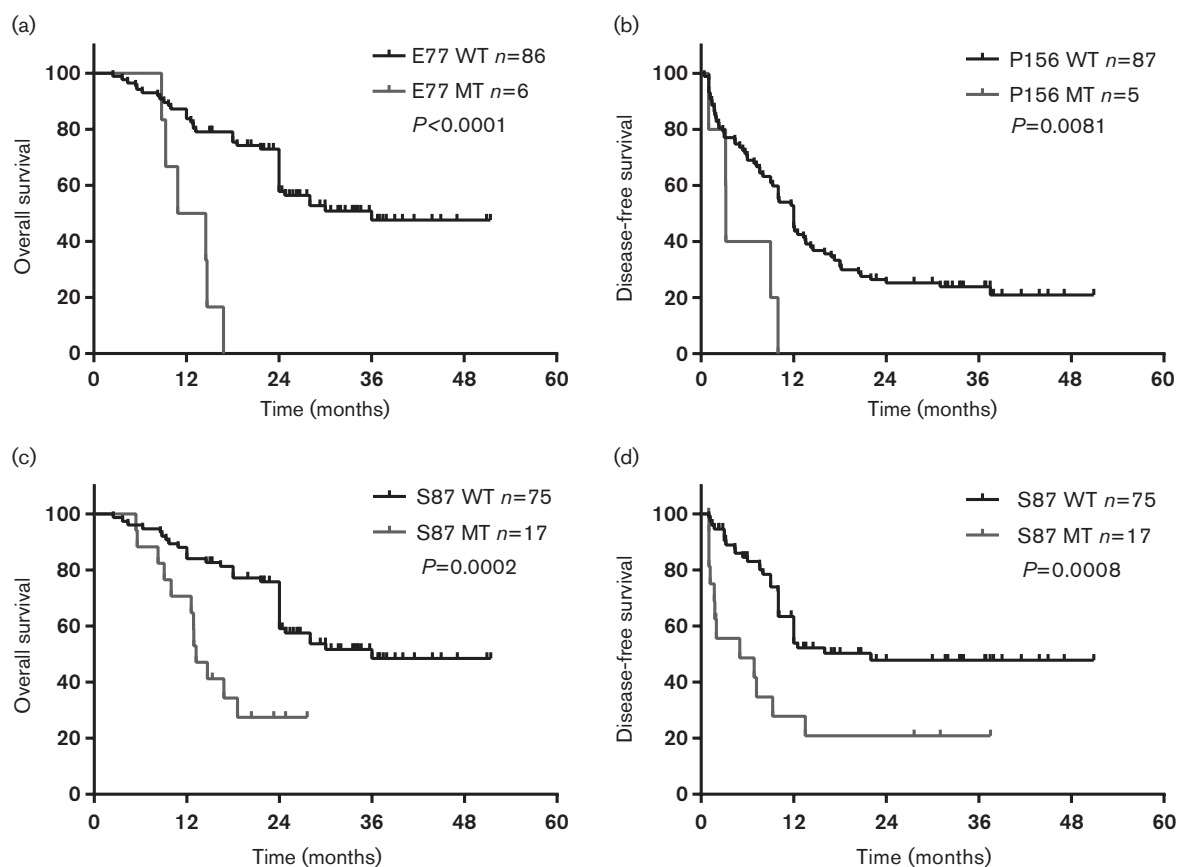 (a)
E77 WT n=86
E77 MT n=6
P<0.0001
Overall survival
100
80
60
40
20
0
0 12 24 36 48 60
Time (months)
(b)
P156 WT n=87
P156 MT n=5
P=0.0081
Disease-free survival
100
80
60
40
20
0
0 12 24 36 48 60
Time (months)
(c)
S87 WT n=75
S87 MT n=17
P=0.0002
Overall survival
100
80
60
40
20
0
0 12 24 36 48 60
Time (months)
(d)
S87 WT n=75
S87 MT n=17
P=0.0008
Disease-free survival
100
80
60
40
20
0
0 12 24 36 48 60
Time (months)